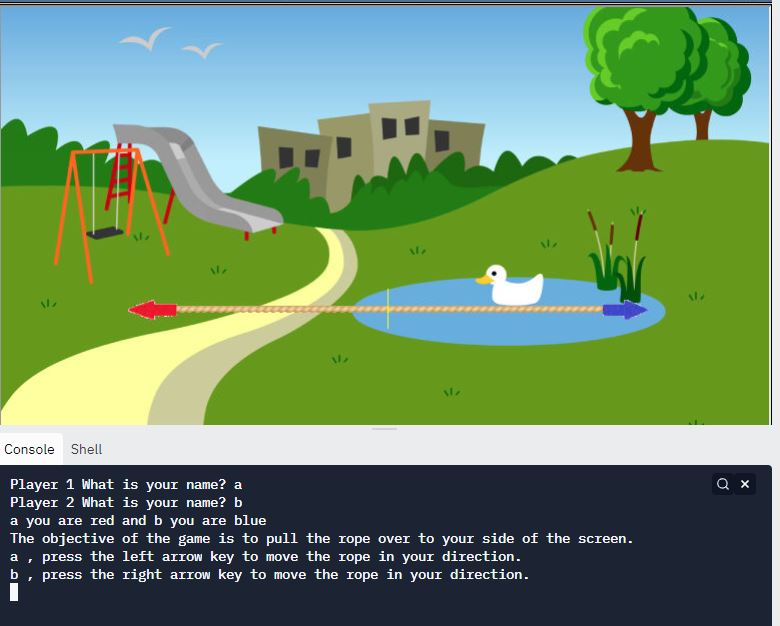 Console Shell
Player 1 What is your name? a
Player 2 What is your name? b
a you are red and b you are blue
The objective of the game is to pull the rope over to your side of the screen.
a , press the left arrow key to move the rope in your direction.
b , press the right arrow key to move the rope in your direction.